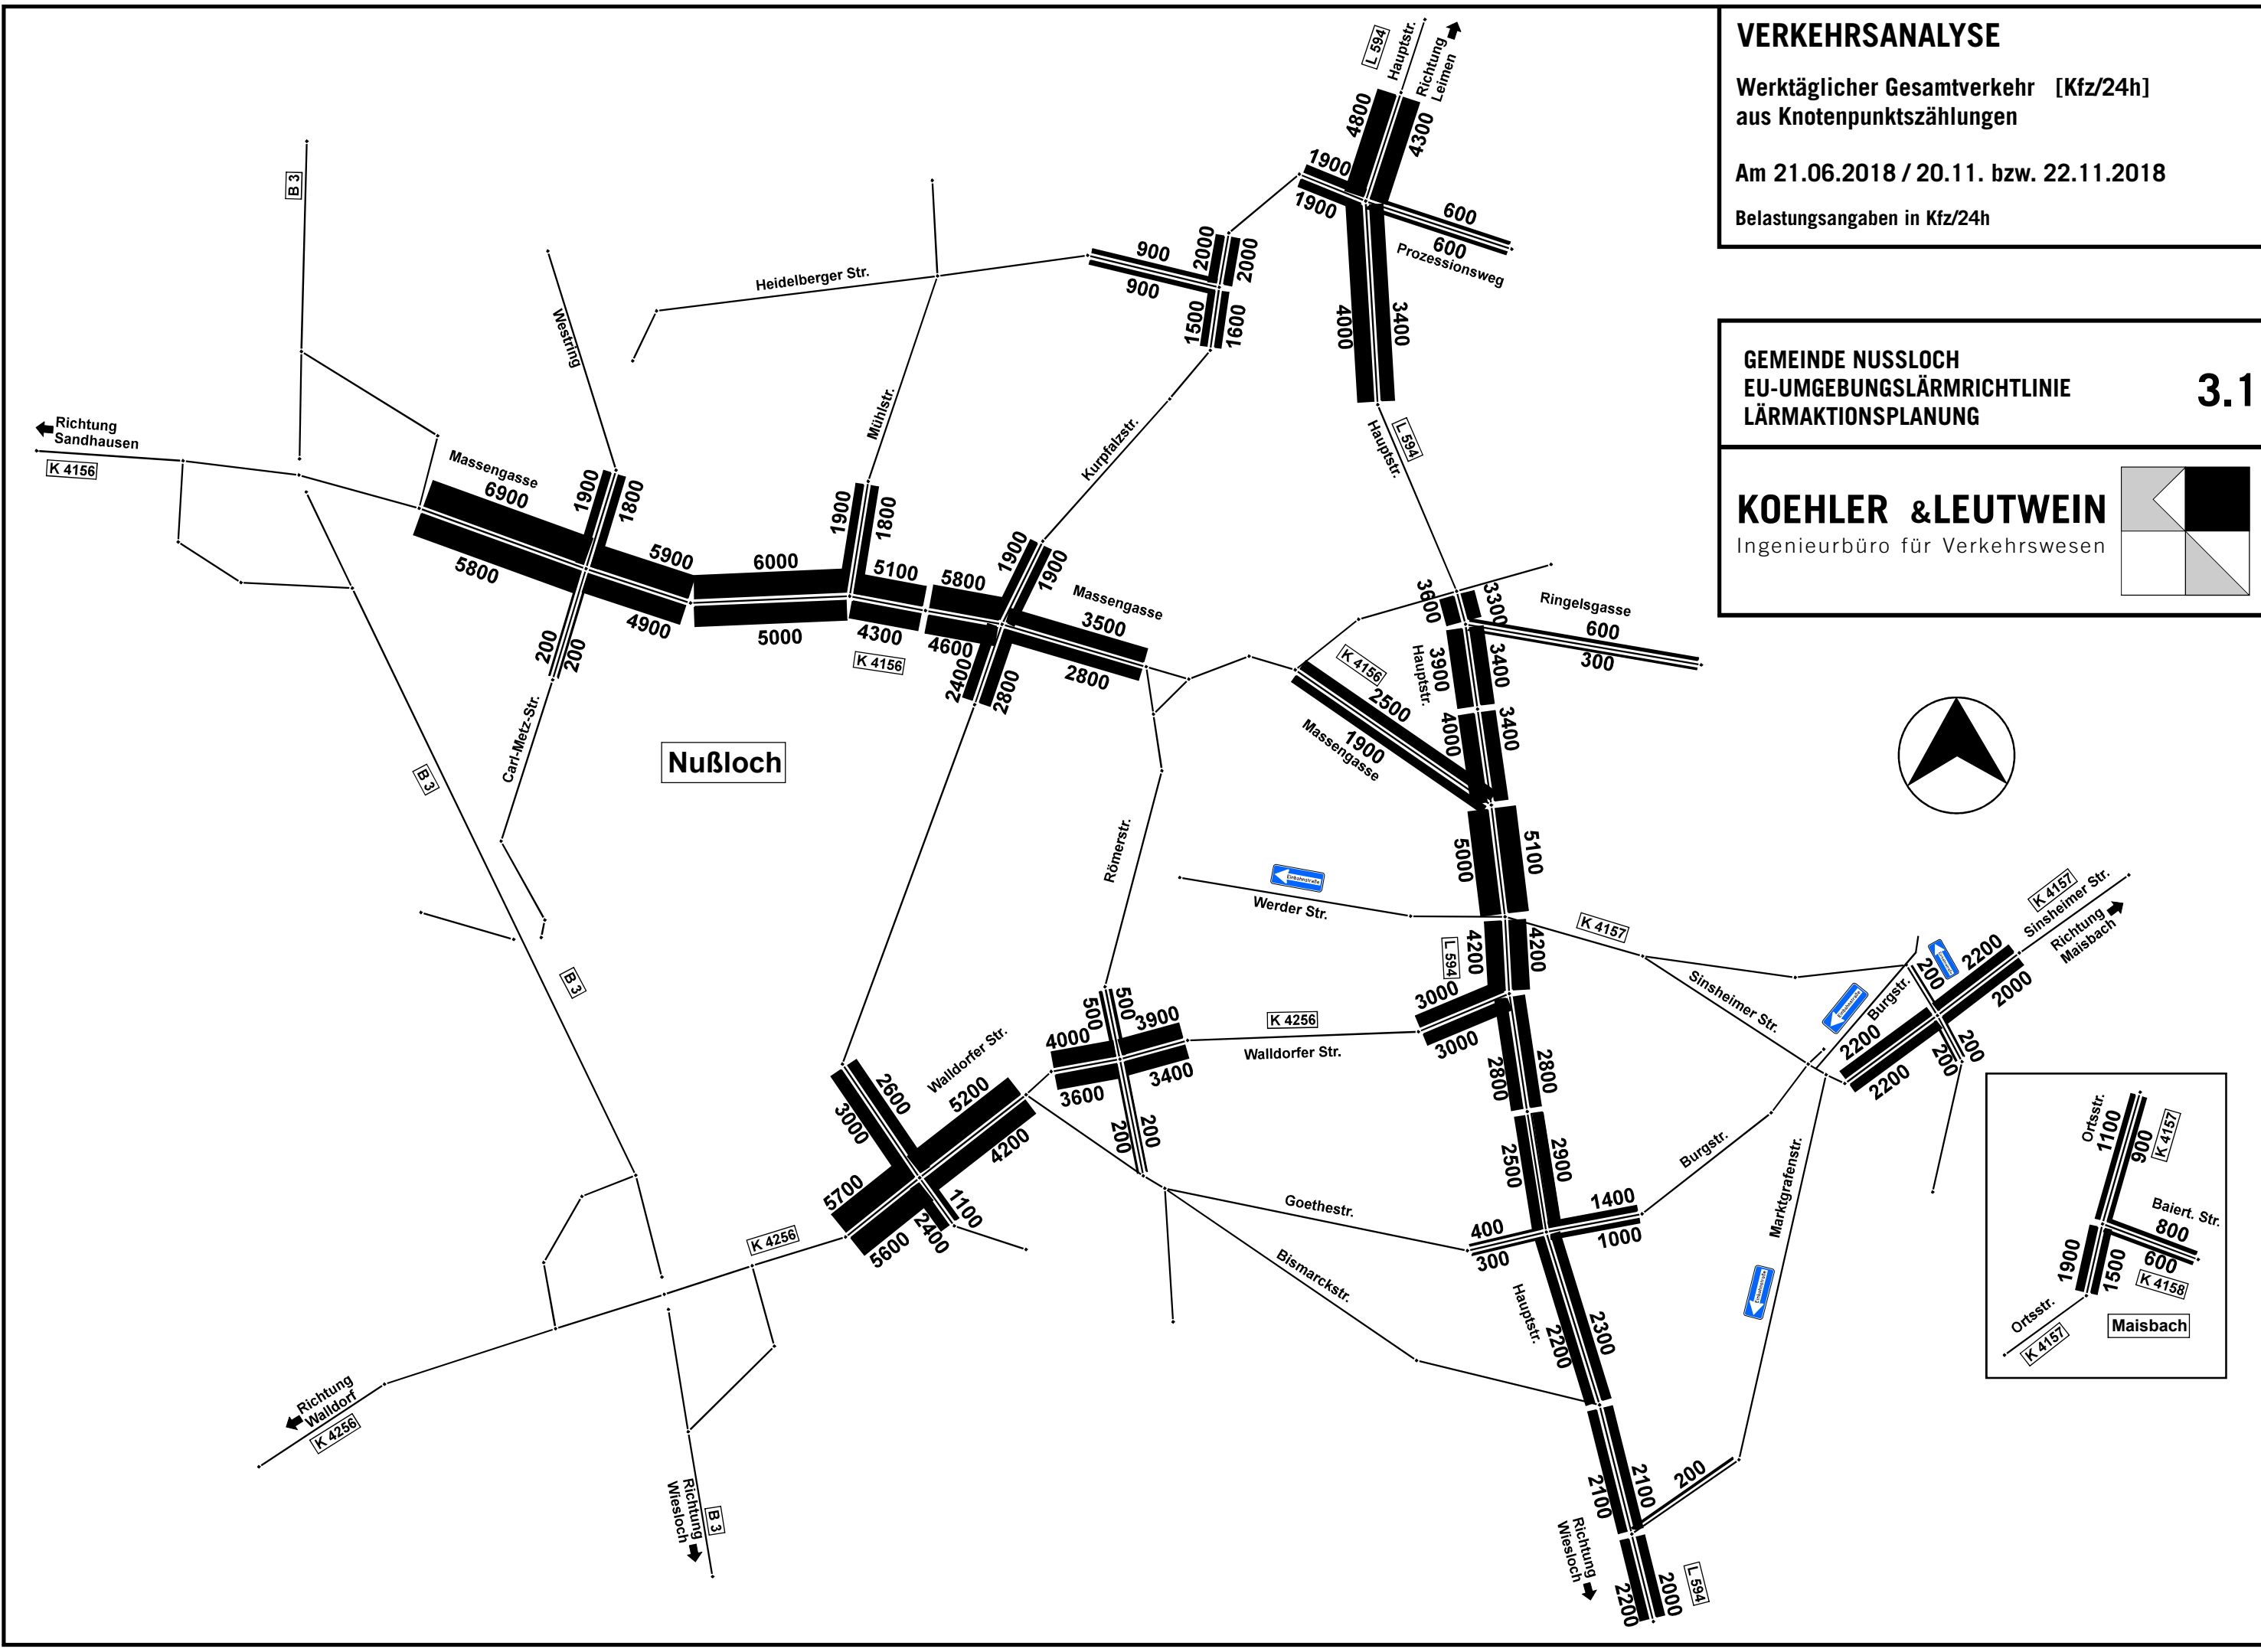 VERKEHRSANALYSE
Werktäglicher Gesamtverkehr [Kfz/24h]
aus Knotenpunktszählungen
Am 21.06.2018 / 20.11. bzw. 22.11.2018
Belastungsangaben in Kfz/24h
GEMEINDE NUSSLOCH
EU-UMGEBUNGSLÄRMRICHTLINIE
LÄRMAKTIONSPLANUNG
3.1
KOEHLER &LEUTWEIN
Ingenieurbüro für Verkehrswesen
L 594
Hauptstr.
Richtung
Leimen
4800
4300
1900
1900
600
600
Prozessionsweg
4000
3400
Hauptstr.
L 594
B 3
Heidelberger Str.
900
900
2000
2000
1500
1600
Westring
Mühlstr.
Kurpfalzstr.
Richtung
Sandhausen
K 4156
Massengasse
6900
5800
1900
1800
5900
4900
200
200
6000
5000
1900
1800
5100
4300
K 4156
5800
4600
1900
1900
Massengasse
3500
2800
2400
2800
Carl-Metz-Str.
Nußloch
B 3
B 3
3600
3300
Ringelsgasse
600
300
3900
3400
Hauptstr.
K 4156
2500
1900
Massengasse
4000
3400
5000
5100
Römerstr.
Einbahnstraße
Werder Str.
K 4157
4200
4200
L 594
3000
3000
K 4256
Walldorfer Str.
500
500
4000
3900
3600
3400
200
200
Walldorfer Str.
2600
3000
5200
4200
5700
5600
1100
2400
K 4256
2800
2800
2500
2900
Sinsheimer Str.
Burgstr.
K 4157
Sinsheimer Str.
Richtung
Maisbach
200
2200
2000
2200
2200
200
200
Burgstr.
Goethestr.
400
300
1400
1000
Marktgrafenstr.
Bismarckstr.
Hauptstr.
2200
2300
2100
2100
200
2200
2000
L 594
Richtung
Wiesloch
Richtung
Walldorf
K 4256
Richtung
Wiesloch
B 3
Ortsstr.
1100
900
K 4157
Baiert. Str.
800
600
K 4158
1900
1500
Ortsstr.
K 4157
Maisbach